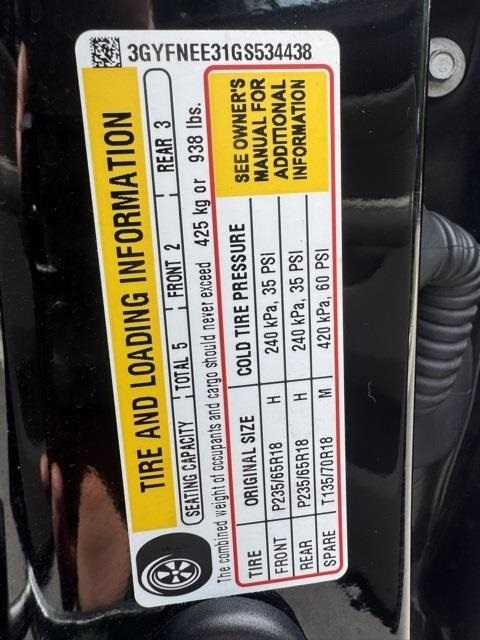 3GYFNEE31GS534438
TIRE AND LOADING INFORMATION
SEATING CAPACITY TOTAL 5 FRONT 2 REAR 3
The combined weight of occupants and cargo should never exceed 425 kg or 938 lbs.
TIRE ORIGINAL SIZE COLD TIRE PRESSURE
FRONT P235/65R18 H 240 kPa, 35 PSI
REAR P235/65R18 H 240 kPa, 35 PSI
SPARE T135/70R18 M 420 kPa, 60 PSI
SEE OWNER'S
MANUAL FOR
ADDITIONAL
INFORMATION